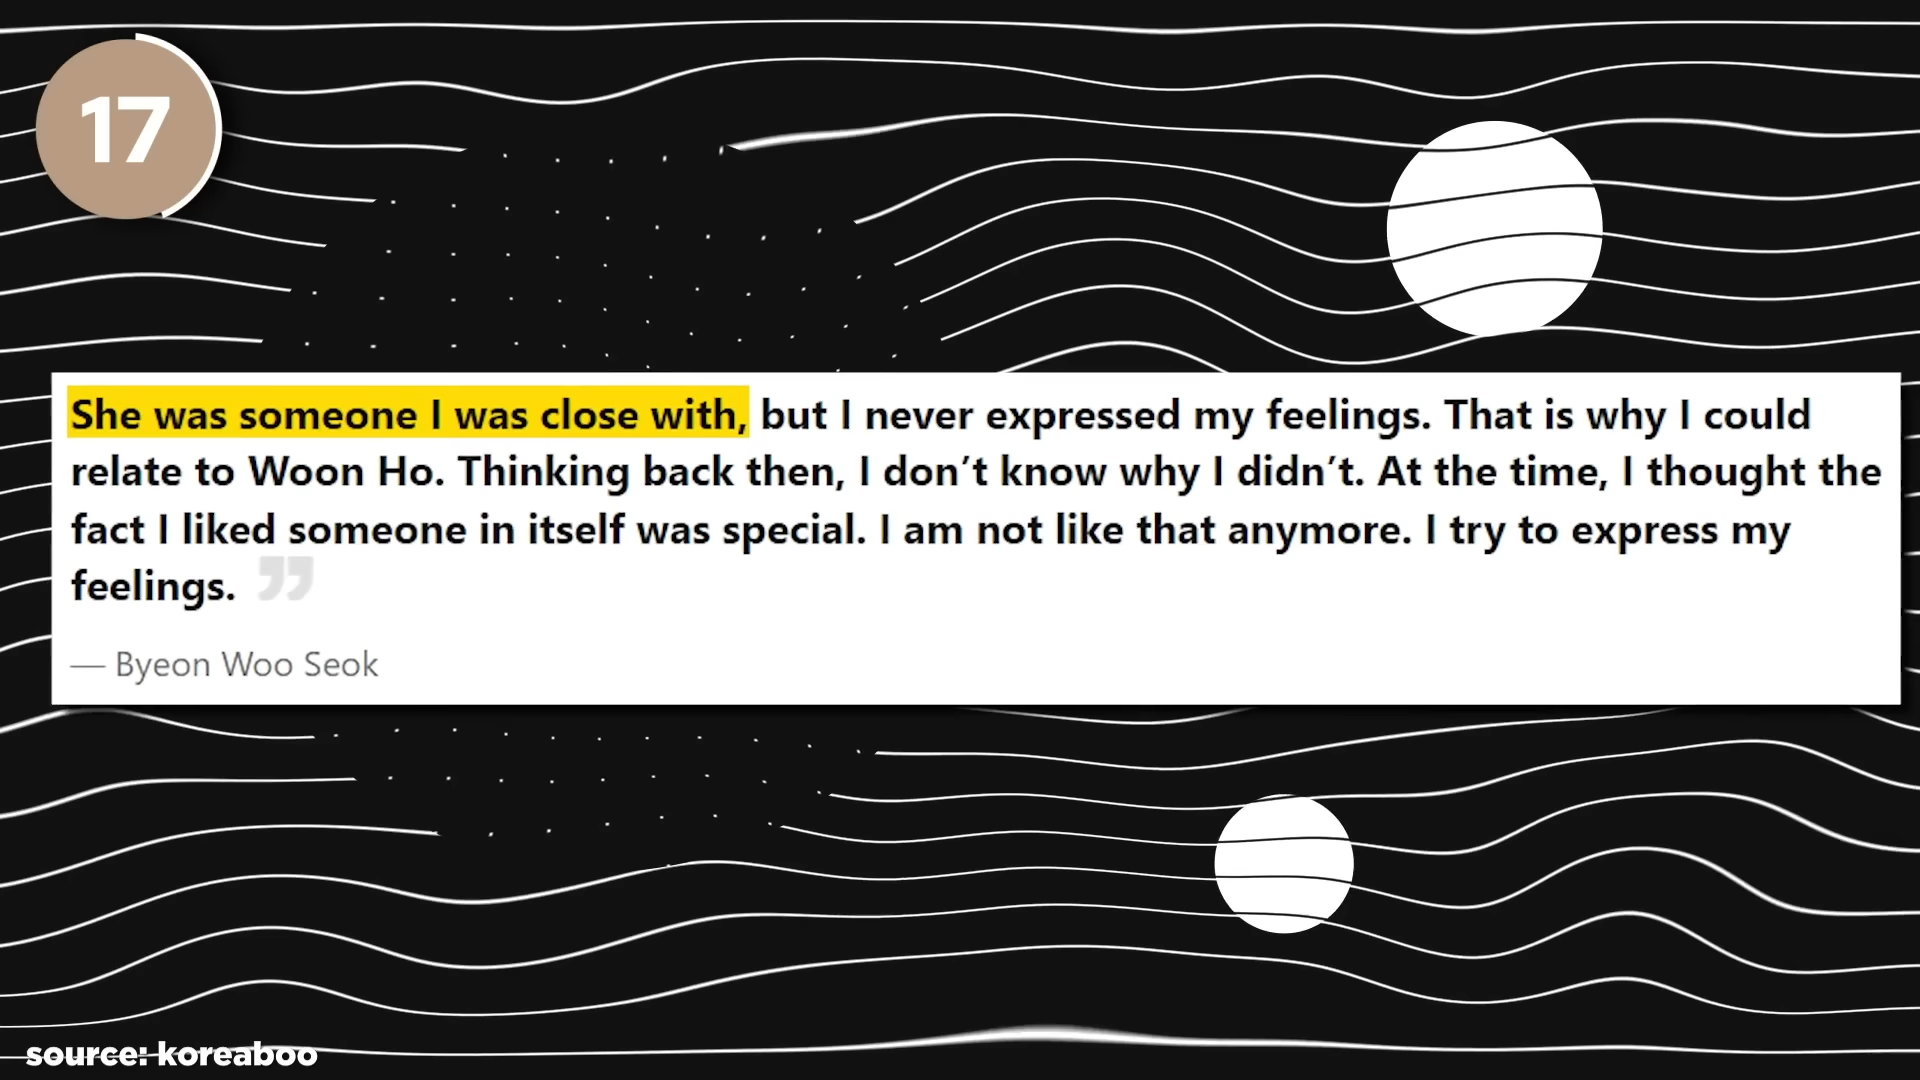 17
She was someone I was close with, but I never expressed my feelings. That is why I could
relate to Woon Ho. Thinking back then, I don’t know why I didn’t. At the time, I thought the
fact I liked someone in itself was special. I am not like that anymore. I try to express my
feelings. ”
— Byeon Woo Seok
source: koreaboo